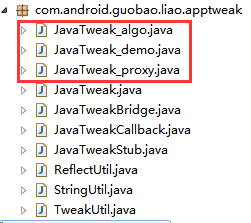 com.android.guobao.liao.apptweak
JavaTweak_algo.java
JavaTweak_demo.java
JavaTweak_proxy.java
JavaTweak.java
JavaTweakBridge.java
JavaTweakCallback.java
JavaTweakStub.java
ReflectUtil.java
StringUtil.java
TweakUtil.java